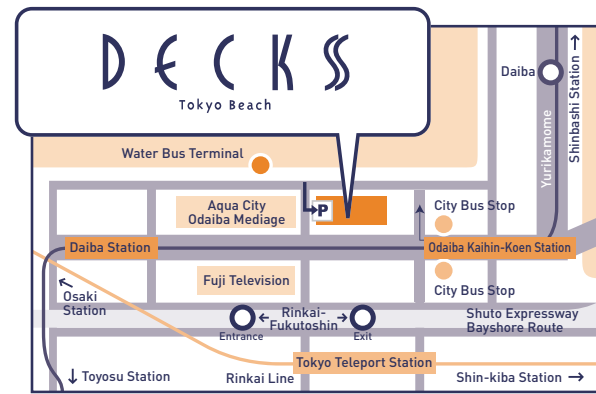 DECKS
Tokyo Beach
Daiba
Shinbashi Station →
Yurikamome
Water Bus Terminal
Aqua City
Odaiba Mediage
P
City Bus Stop
Daiba Station
Odaiba Kaihin-Koen Station
Fuji Television
City Bus Stop
← Osaki
Station
← Rinkai- →
Fukutoshin
Entrance
Exit
Shuto Expressway
Bayshore Route
Tokyo Teleport Station
↓ Toyosu Station
Rinkai Line
Shin-kiba Station →